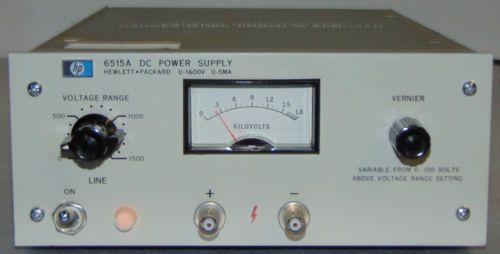 hp
6515A DC POWER SUPPLY
HEWLETT • PACKARD 0-1600V 0-5MA
VOLTAGE RANGE
500 1000
1500
0 .3 .6 .9 1.2 1.5 1.8
KILOVOLTS
VERNIER
VARIABLE FROM 0-100 VOLTS
ABOVE VOLTAGE RANGE SETTING
LINE
ON
+ −